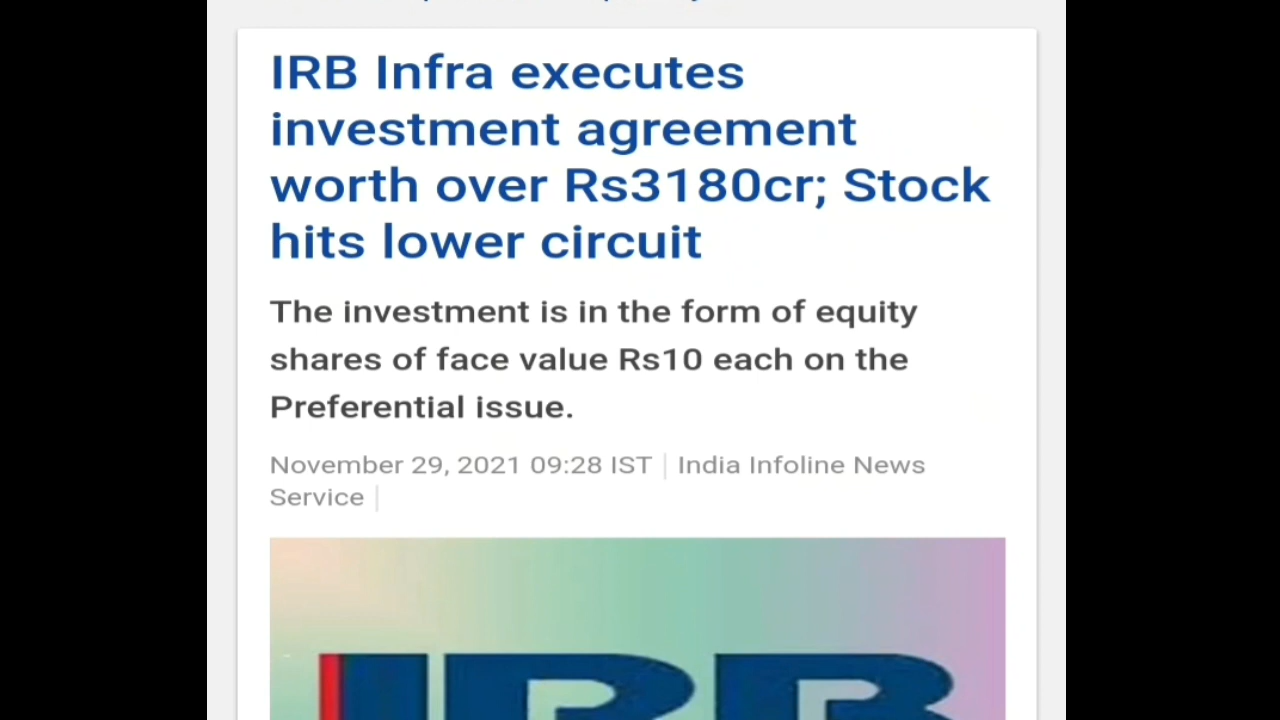 IRB Infra executes
investment agreement
worth over Rs3180cr; Stock
hits lower circuit
The investment is in the form of equity
shares of face value Rs10 each on the
Preferential issue.
November 29, 2021 09:28 IST | India Infoline News
Service |
IRB